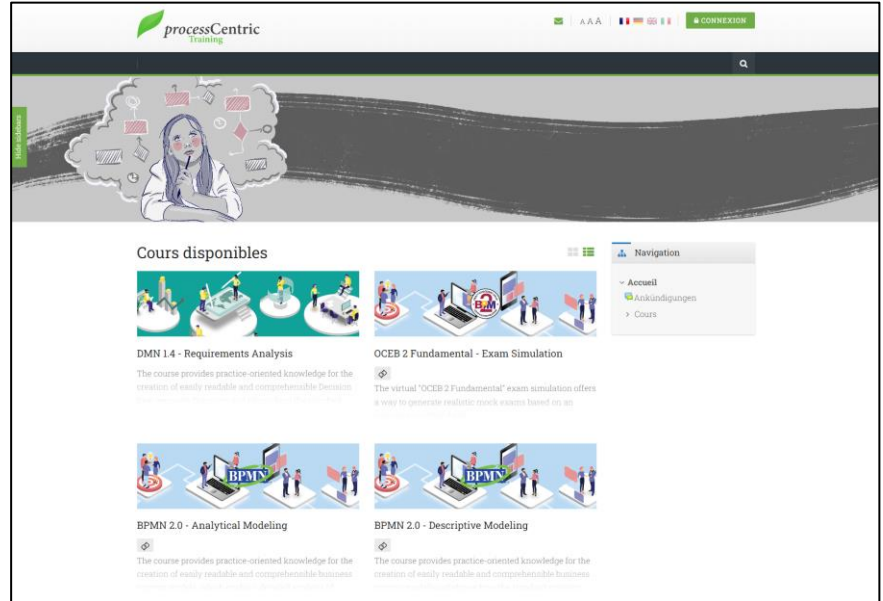 processCentric
Training
A A A
CONNEXION
Hide sidebars
Cours disponibles
Navigation
Accueil
Ankündigungen
Cours
DMN 1.4 - Requirements Analysis
The course provides practice-oriented knowledge for the
creation of easily readable and comprehensible Decision
OCEB 2 Fundamental - Exam Simulation
The virtual "OCEB 2 Fundamental" exam simulation offers
a way to generate realistic mock exams based on an
BPMN
BPMN 2.0 - Analytical Modeling
The course provides practice-oriented knowledge for the
creation of easily readable and comprehensible business
BPMN
BPMN 2.0 - Descriptive Modeling
The course provides practice-oriented knowledge for the
creation of easily readable and comprehensible business